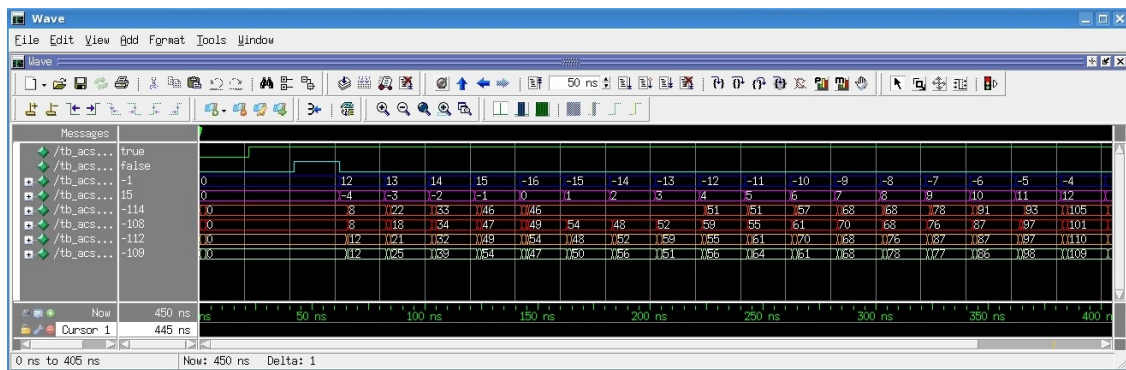 Wave
File Edit View Add Format Tools Window
Wave
50 ns
Messages
/tb_acs... true
/tb_acs... false
/tb_acs... -1 0 12 13 14 15 -16 -15 -14 -13 -12 -11 -10 -9 -8 -7 -6 -5 -4
/tb_acs... 15 0 -4 -3 -2 -1 0 1 2 3 4 5 6 7 8 9 10 11 12
/tb_acs... -114 0 8 22 33 46 46 51 51 57 68 68 78 91 93 105
/tb_acs... -108 0 8 18 34 47 49 54 48 52 59 55 61 70 68 76 87 97 101
/tb_acs... -112 0 12 21 32 49 54 48 52 59 55 61 70 68 76 87 87 97 110
/tb_acs... -109 0 12 25 39 54 47 50 56 51 56 64 61 68 78 77 86 98 109
Now 450 ns ns 50 ns 100 ns 150 ns 200 ns 250 ns 300 ns 350 ns 400 n
Cursor 1 445 ns
0 ns to 405 ns Now: 450 ns Delta: 1